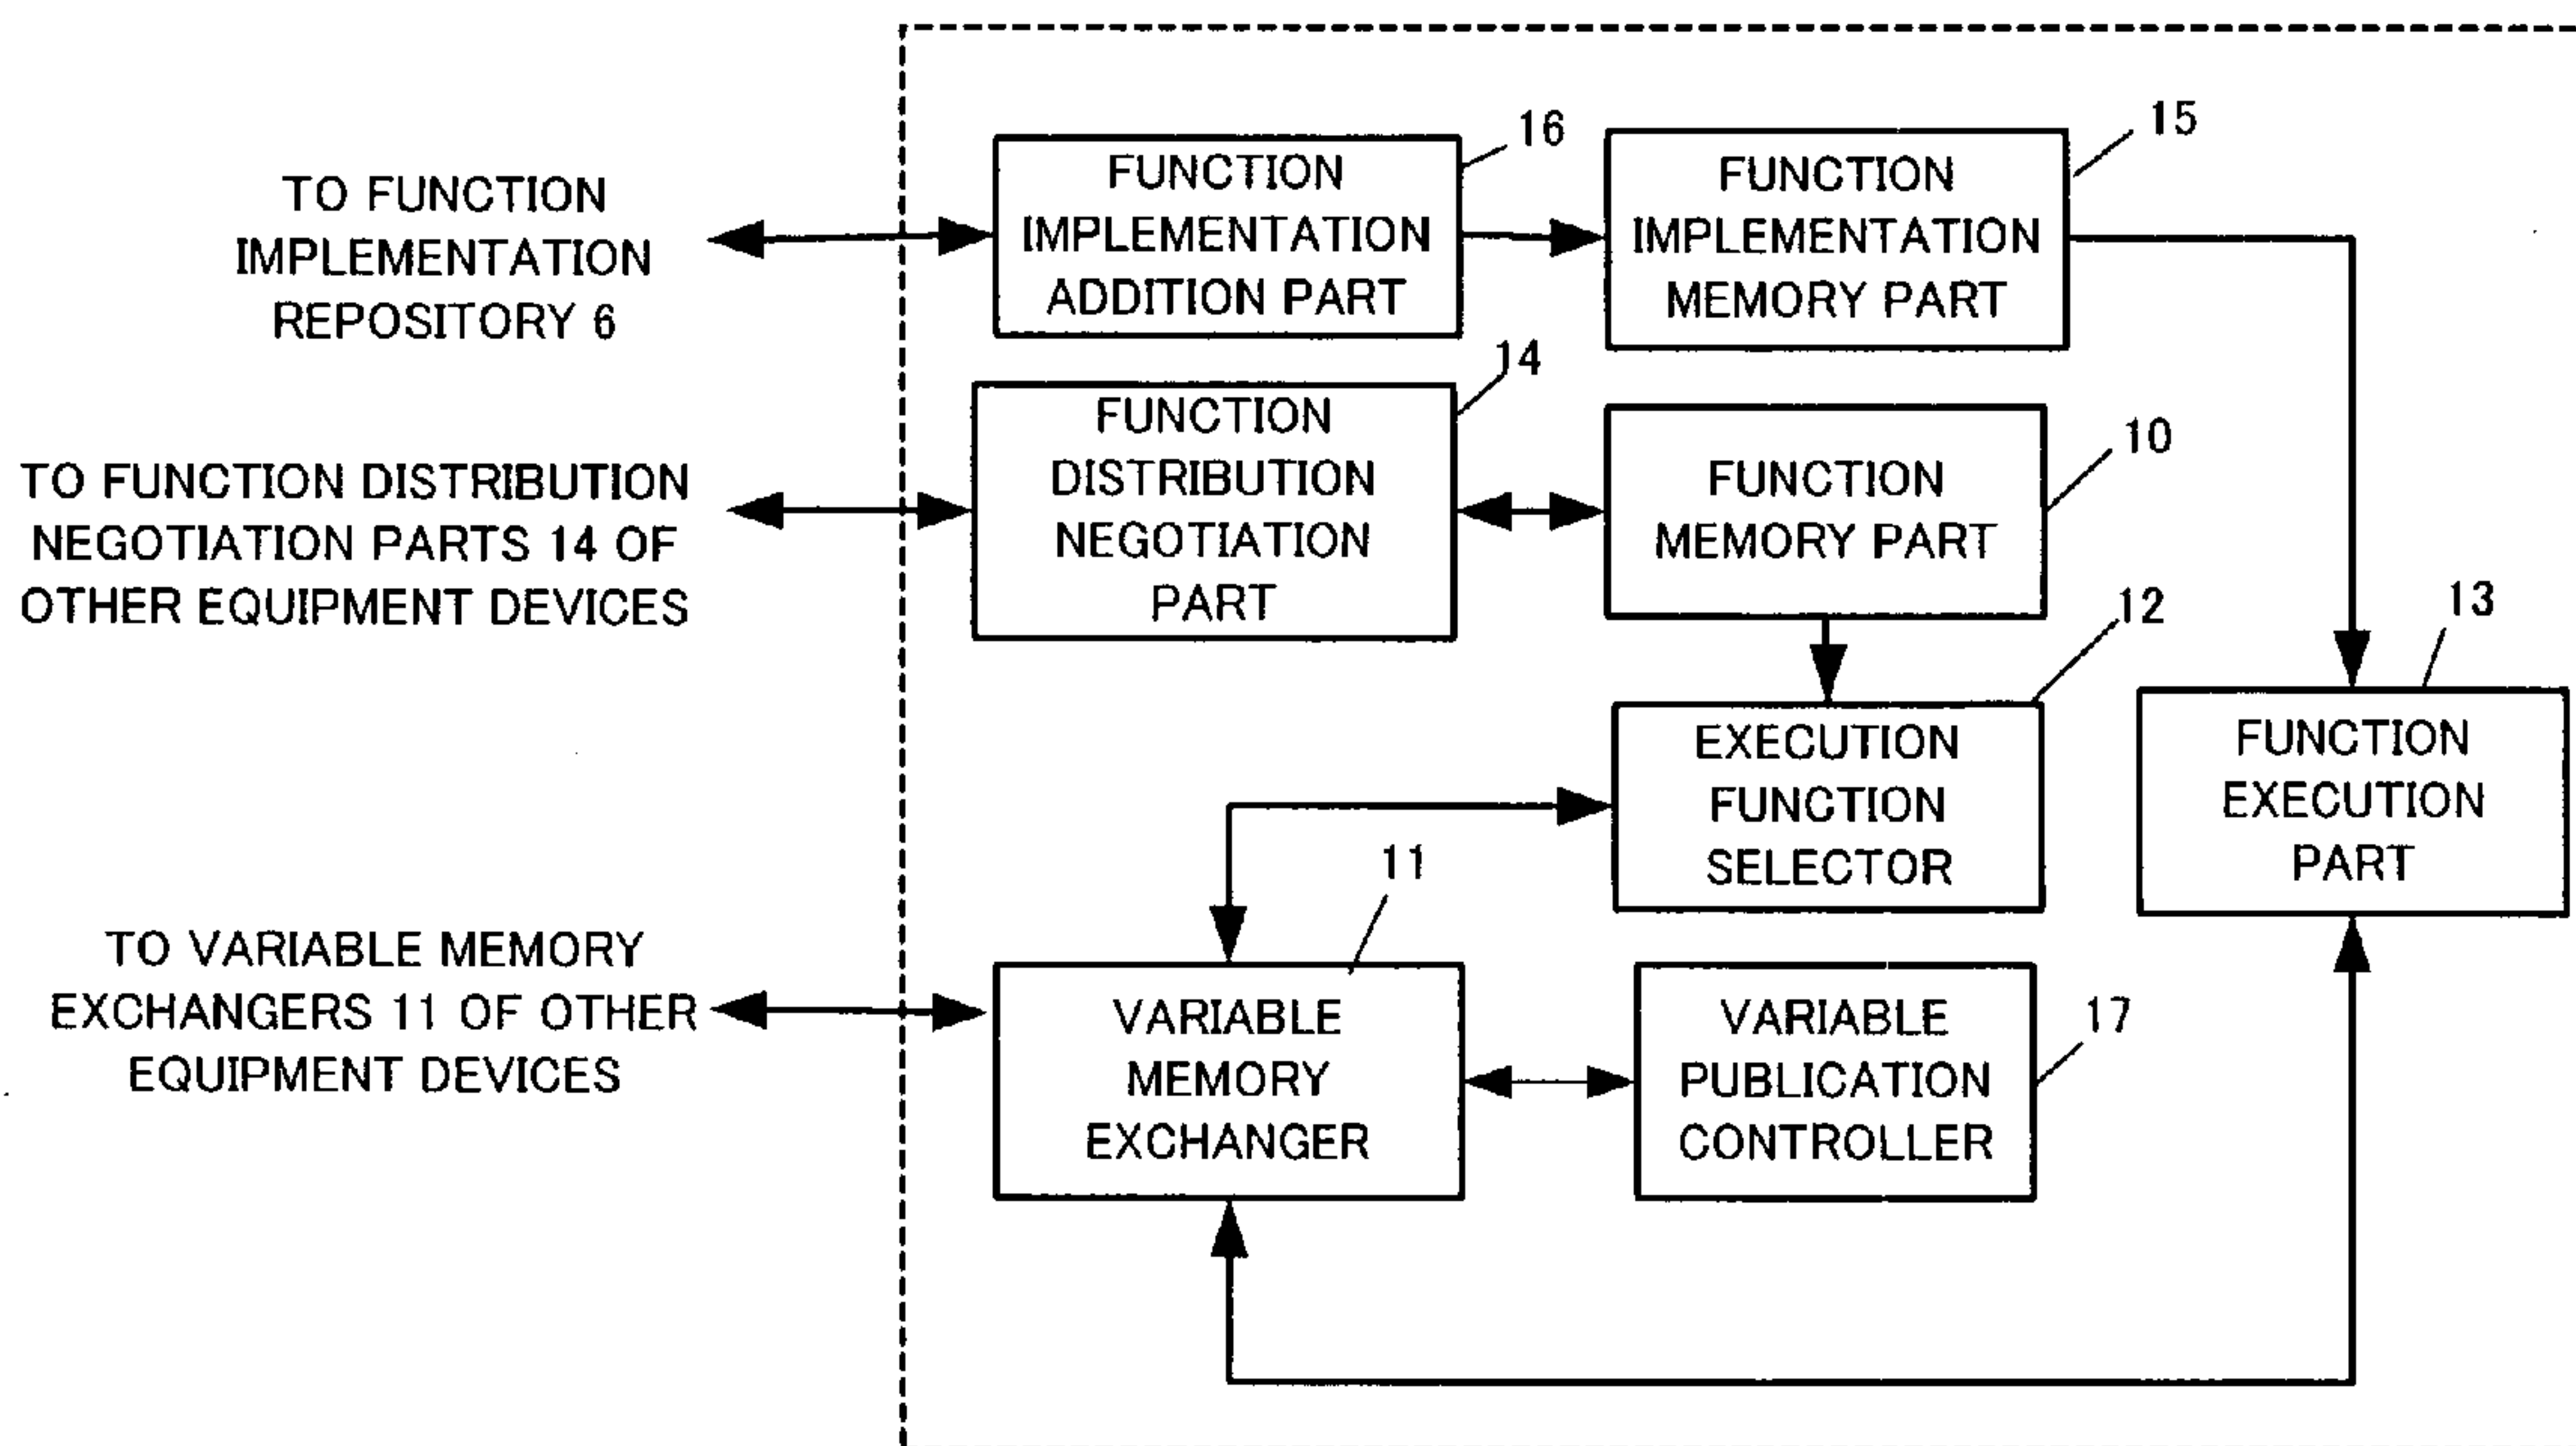 TO FUNCTION
IMPLEMENTATION
REPOSITORY 6
16
FUNCTION
IMPLEMENTATION
ADDITION PART
15
FUNCTION
IMPLEMENTATION
MEMORY PART
TO FUNCTION DISTRIBUTION
NEGOTIATION PARTS 14 OF
OTHER EQUIPMENT DEVICES
14
FUNCTION
DISTRIBUTION
NEGOTIATION
PART
10
FUNCTION
MEMORY PART
12
EXECUTION
FUNCTION
SELECTOR
13
FUNCTION
EXECUTION
PART
TO VARIABLE MEMORY
EXCHANGERS 11 OF OTHER
EQUIPMENT DEVICES
11
VARIABLE
MEMORY
EXCHANGER
17
VARIABLE
PUBLICATION
CONTROLLER